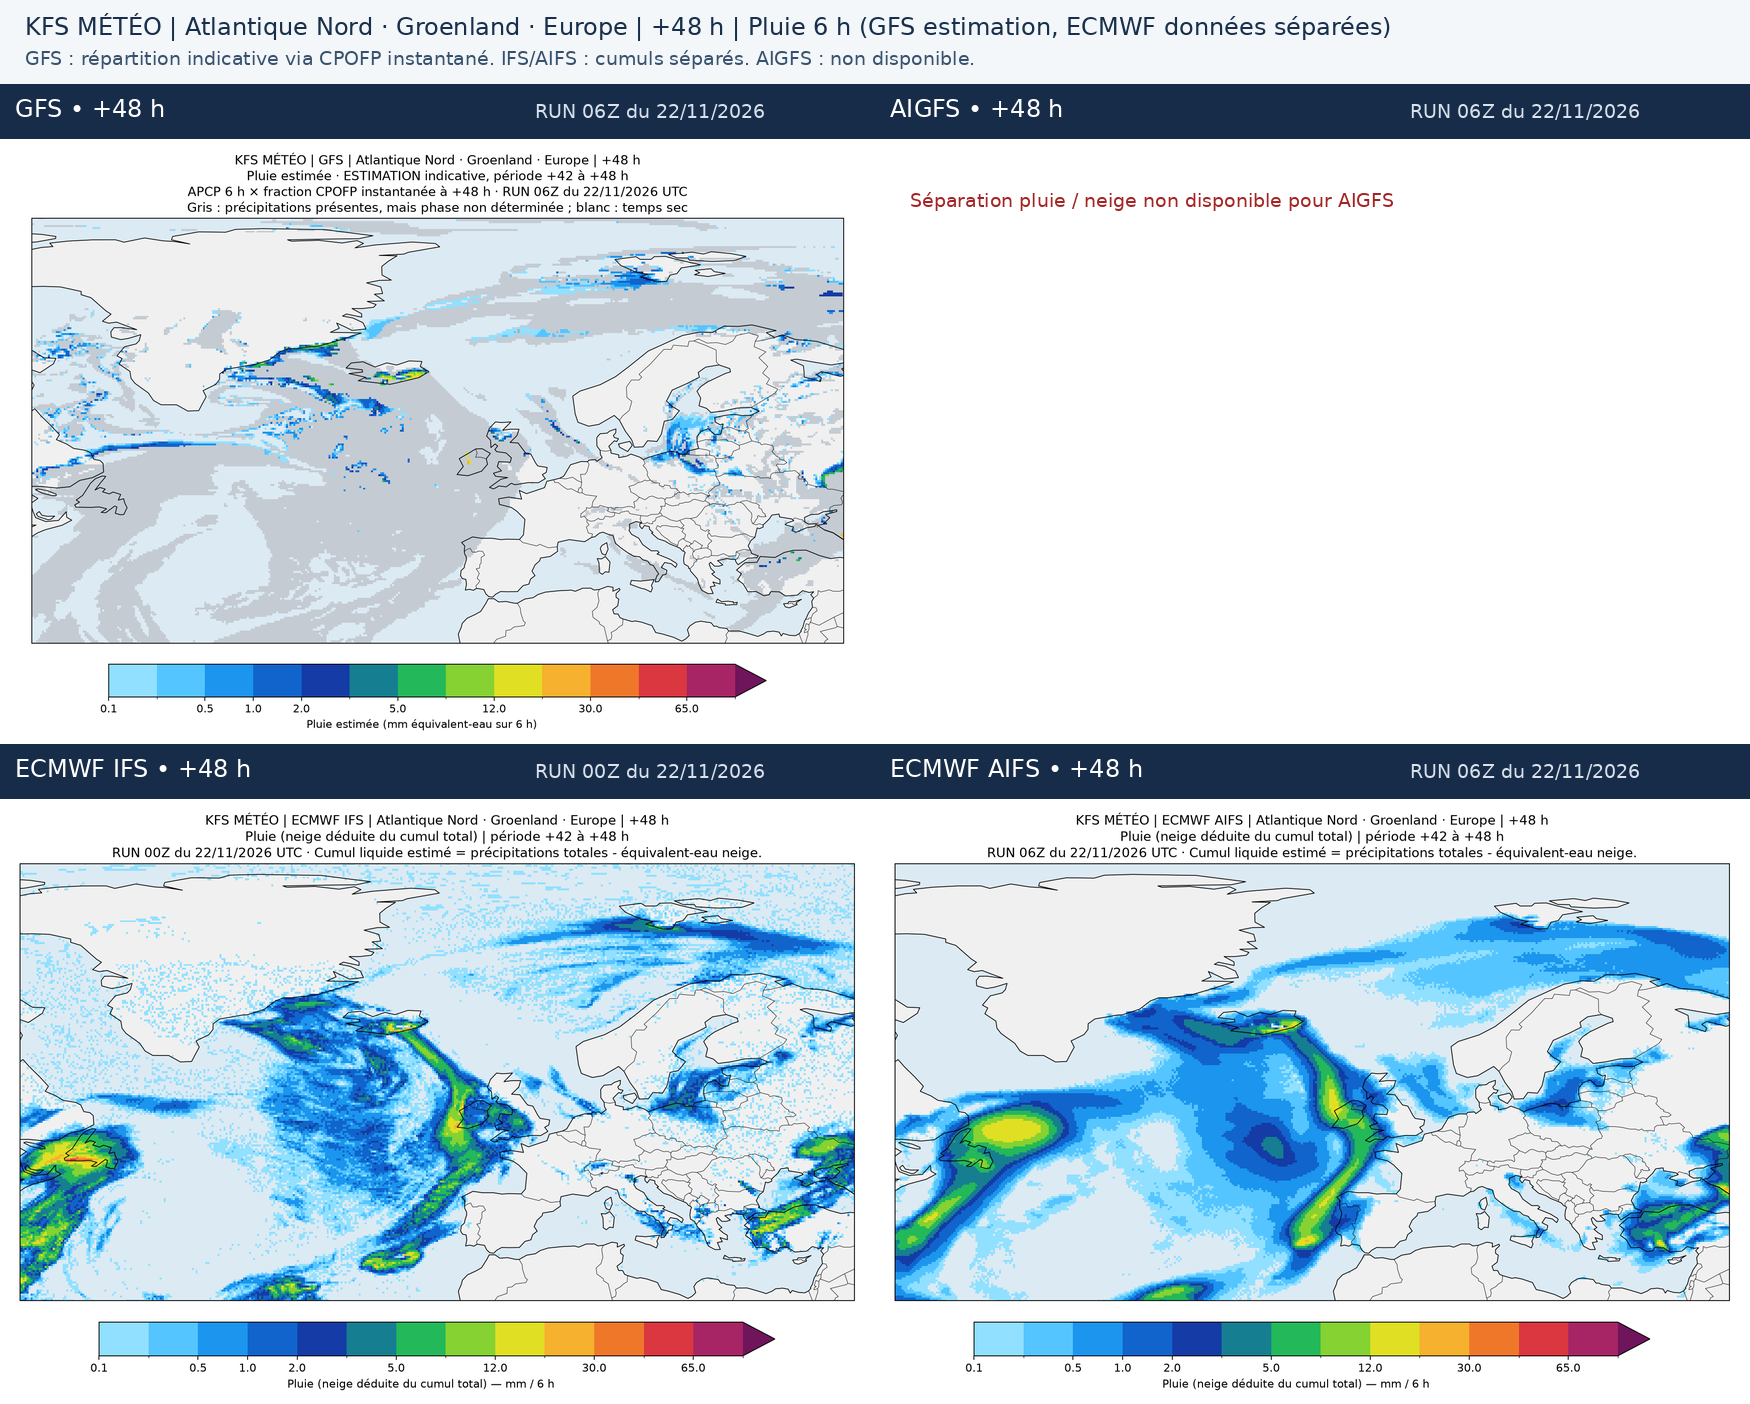 KFS MÉTÉO | Atlantique Nord · Groenland · Europe | +48 h | Pluie 6 h (GFS estimation, ECMWF données séparées)
GFS : répartition indicative via CPOFP instantané. IFS/AIFS : cumuls séparés. AIGFS : non disponible.
GFS • +48 h
RUN 06Z du 22/11/2026
KFS MÉTÉO | GFS | Atlantique Nord · Groenland · Europe | +48 h
Pluie estimée · ESTIMATION indicative, période +42 à +48 h
APCP 6 h × fraction CPOFP instantanée à +48 h · RUN 06Z du 22/11/2026 UTC
Gris : précipitations présentes, mais phase non déterminée ; blanc : temps sec
0.1 0.5 1.0 2.0 5.0 12.0 30.0 65.0
Pluie estimée (mm équivalent-eau sur 6 h)
AIGFS • +48 h
RUN 06Z du 22/11/2026
Séparation pluie / neige non disponible pour AIGFS
ECMWF IFS • +48 h
RUN 00Z du 22/11/2026
KFS MÉTÉO | ECMWF IFS | Atlantique Nord · Groenland · Europe | +48 h
Pluie (neige déduite du cumul total) | période +42 à +48 h
RUN 00Z du 22/11/2026 UTC · Cumul liquide estimé = précipitations totales - équivalent-eau neige.
0.1 0.5 1.0 2.0 5.0 12.0 30.0 65.0
Pluie (neige déduite du cumul total) — mm / 6 h
ECMWF AIFS • +48 h
RUN 06Z du 22/11/2026
KFS MÉTÉO | ECMWF AIFS | Atlantique Nord · Groenland · Europe | +48 h
Pluie (neige déduite du cumul total) | période +42 à +48 h
RUN 06Z du 22/11/2026 UTC · Cumul liquide estimé = précipitations totales - équivalent-eau neige.
0.1 0.5 1.0 2.0 5.0 12.0 30.0 65.0
Pluie (neige déduite du cumul total) — mm / 6 h